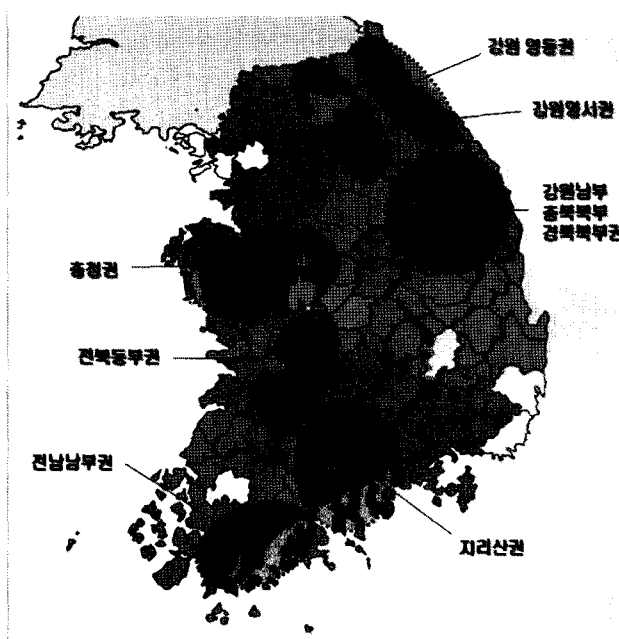 강원 영동권
강원영서권
강원남부
충북북부
경북북부권
충청권
전북동부권
전남남부권
지리산권